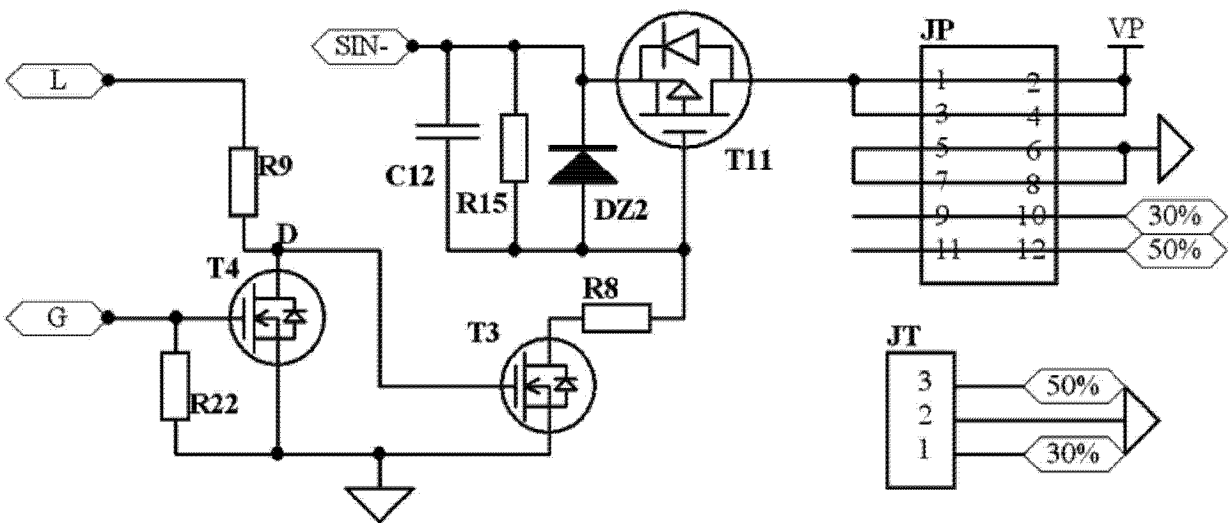 SIN-
JP
VP
L
1 2
3 4
T11
5 6
R9
C12
7 8
R15
DZ2
9 10 30%
D
11 12 50%
T4
R8
G
T3
JT
3 50%
R22
2
1 30%